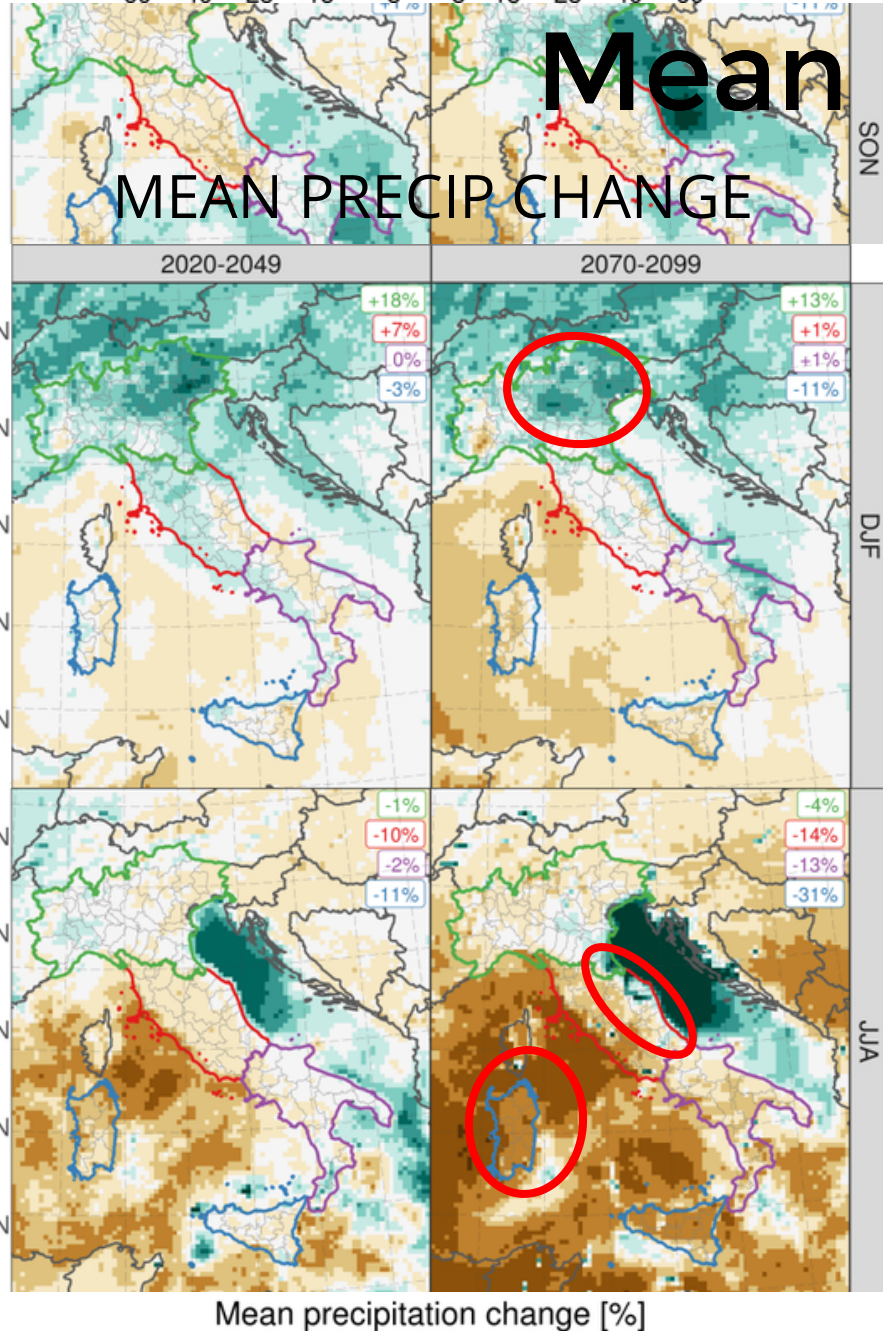 Mean
SON
MEAN PRECIP CHANGE
2020-2049 2070-2099
+18% +13%
+7% +1%
0% ±1%
-3% -11%
DJF
-1% -4%
-10% -14%
-2% -13%
-11% -31%
JJA
Mean precipitation change [%]